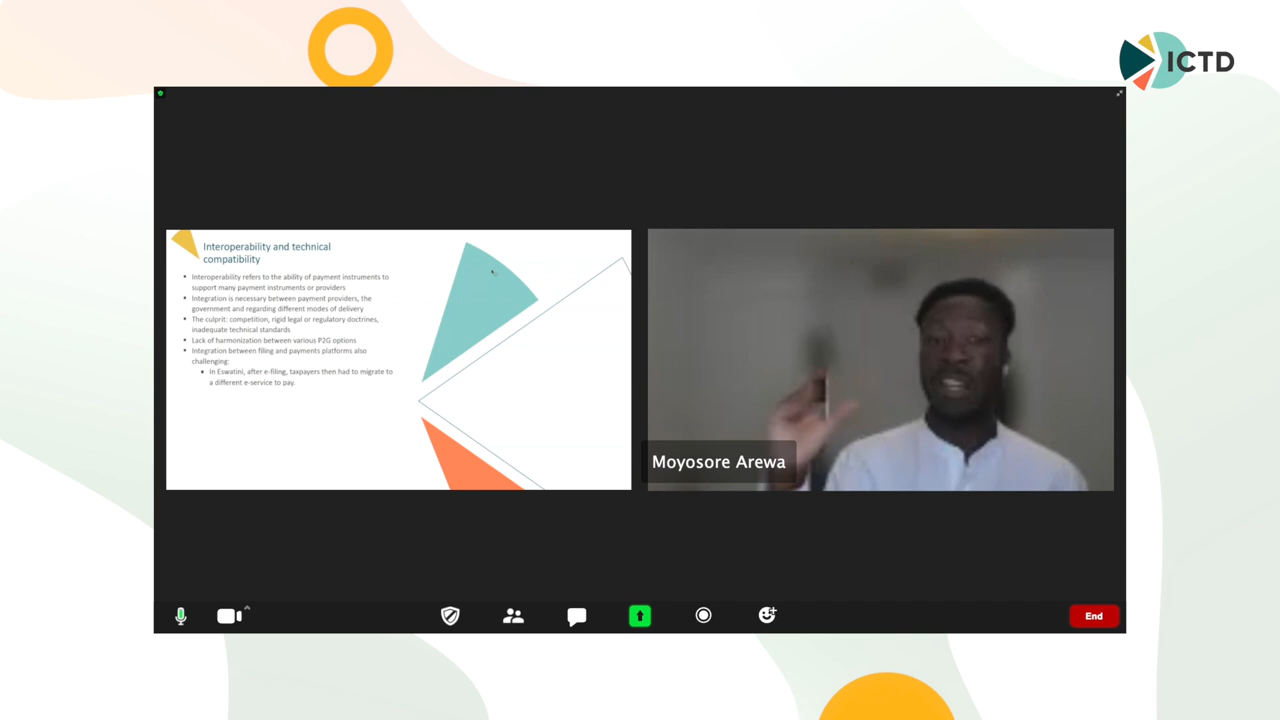 ICTD
Interoperability and technical
compatibility
• Interoperability refers to the ability of payment instruments to
support many payment instruments or providers
• Integration is necessary between payment providers, the
government and regarding different modes of delivery
• The culprit: competition, rigid legal or regulatory doctrines,
inadequate technical standards
• Lack of harmonization between various P2G options
• Integration between filing and payments platforms also
challenging:
• In Eswatini, after e-filing, taxpayers then had to migrate to
a different e-service to pay.
Moyosore Arewa
End